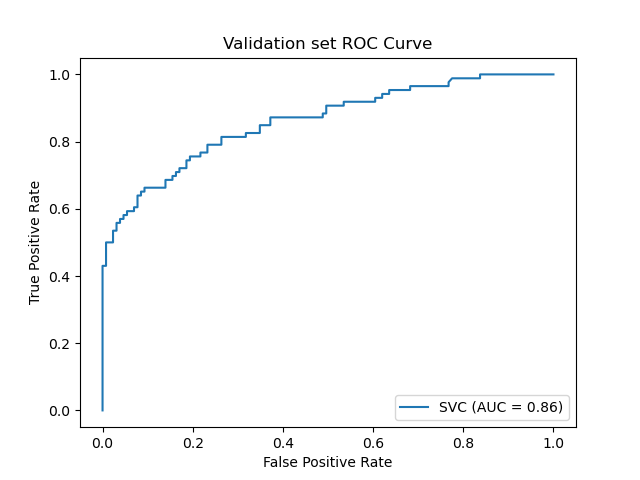 Validation set ROC Curve
1.0
0.8
0.6
0.4
0.2
0.0
True Positive Rate
0.0 0.2 0.4 0.6 0.8 1.0
False Positive Rate
SVC (AUC = 0.86)